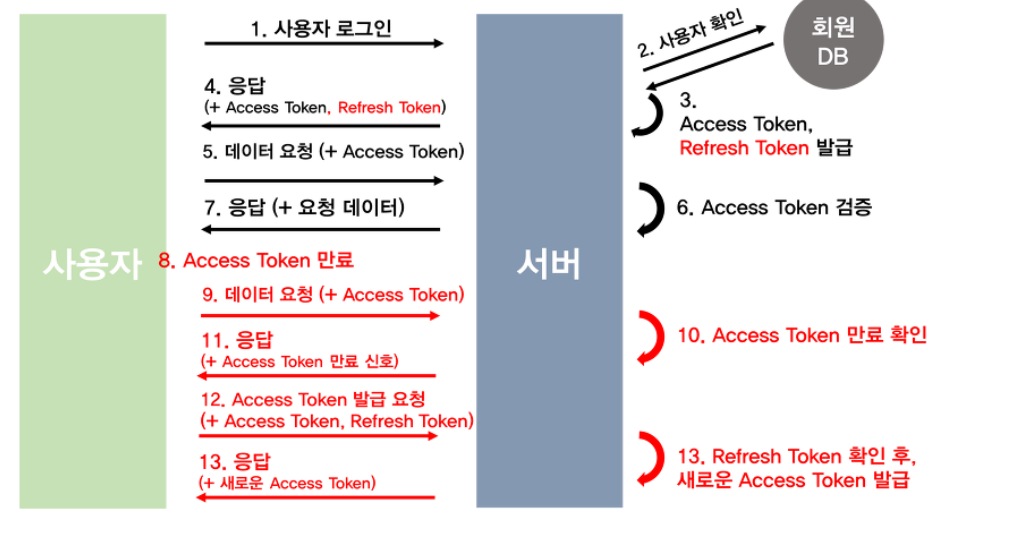 1. 사용자 로그인
2. 사용자 확인
회원
DB
4. 응답
(+ Access Token, Refresh Token)
3.
Access Token,
Refresh Token 발급
5. 데이터 요청 (+ Access Token)
7. 응답 (+ 요청 데이터)
6. Access Token 검증
사용자
8. Access Token 만료
서버
9. 데이터 요청 (+ Access Token)
11. 응답
(+ Access Token 만료 신호)
10. Access Token 만료 확인
12. Access Token 발급 요청
(+ Access Token, Refresh Token)
13. 응답
(+ 새로운 Access Token)
13. Refresh Token 확인 후,
새로운 Access Token 발급